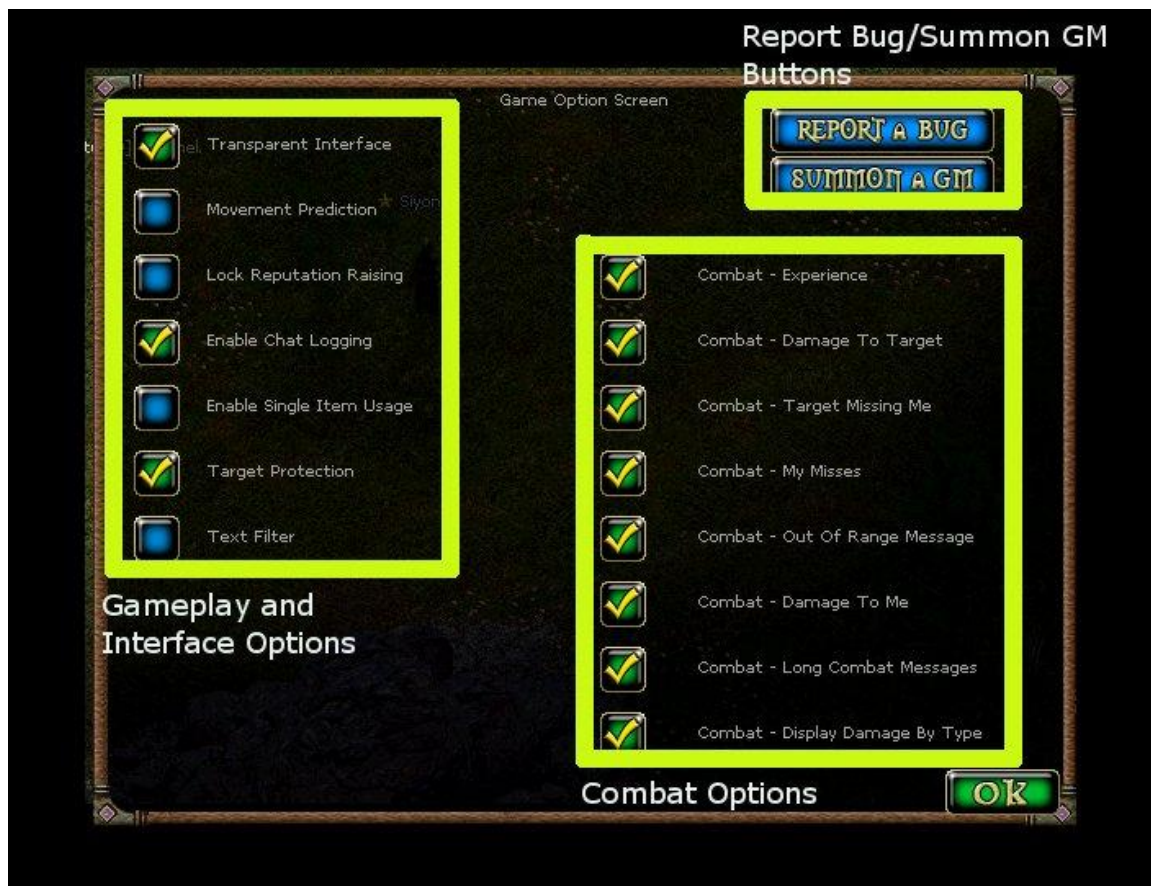 Report Bug/Summon GM
Buttons
Game Option Screen
REPORT A BUG
SUMMON A GM
Transparent Interface
Movement Prediction
Siyon
Lock Reputation Raising
Enable Chat Logging
Enable Single Item Usage
Target Protection
Text Filter
Gameplay and
Interface Options
Combat - Experience
Combat - Damage To Target
Combat - Target Missing Me
Combat - My Misses
Combat - Out Of Range Message
Combat - Damage To Me
Combat - Long Combat Messages
Combat - Display Damage By Type
Combat Options
Ok